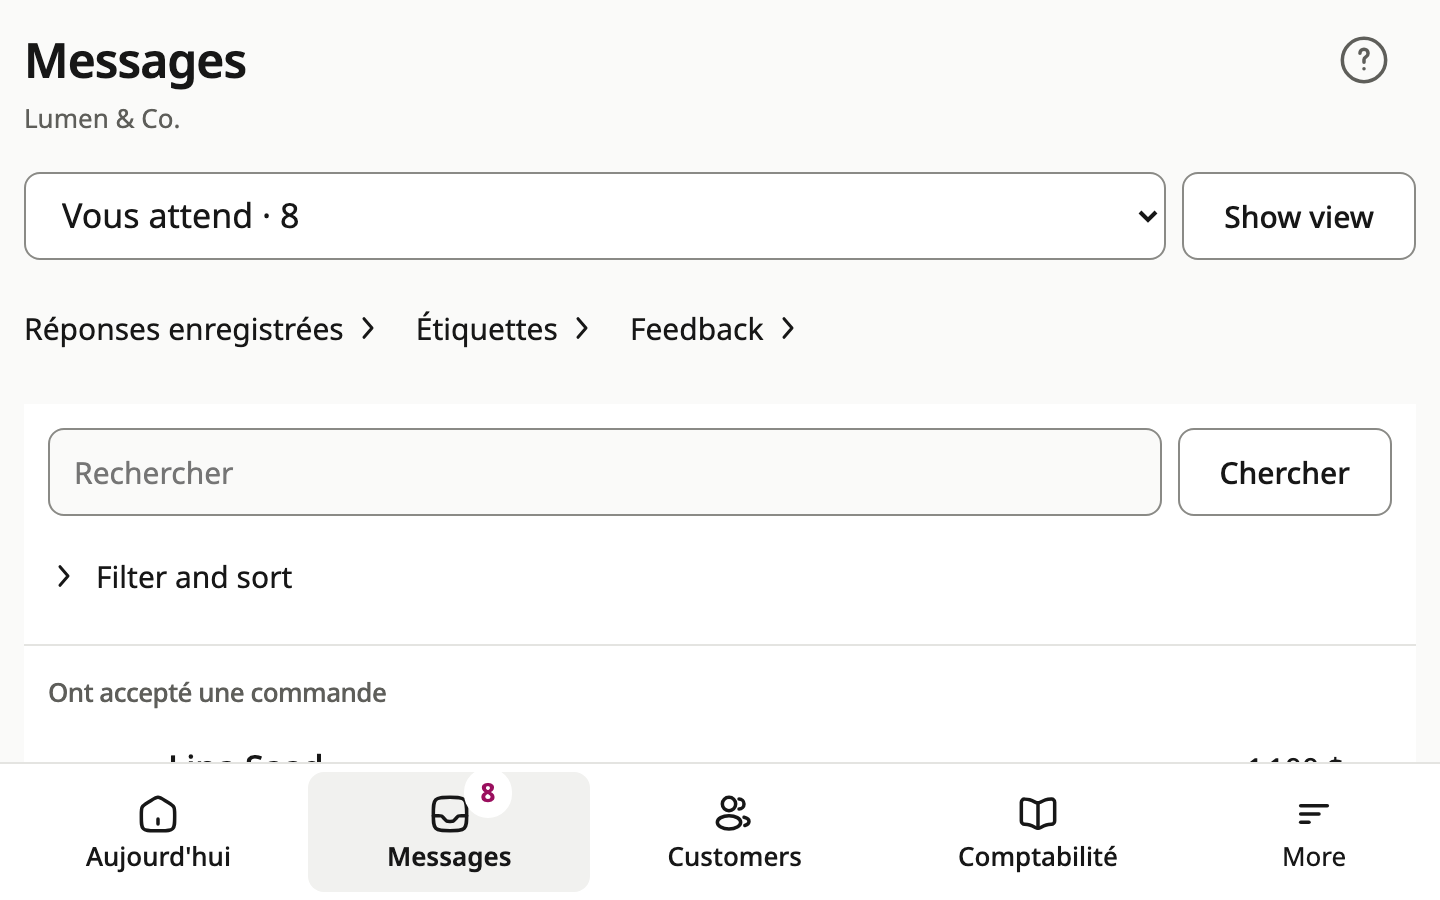 Messages
Lumen & Co.
Vous attend · 8
Show view
Réponses enregistrées
Étiquettes
Feedback
Rechercher
Chercher
Filter and sort
Ont accepté une commande
8
Aujourd'hui
Messages
Customers
Comptabilité
More